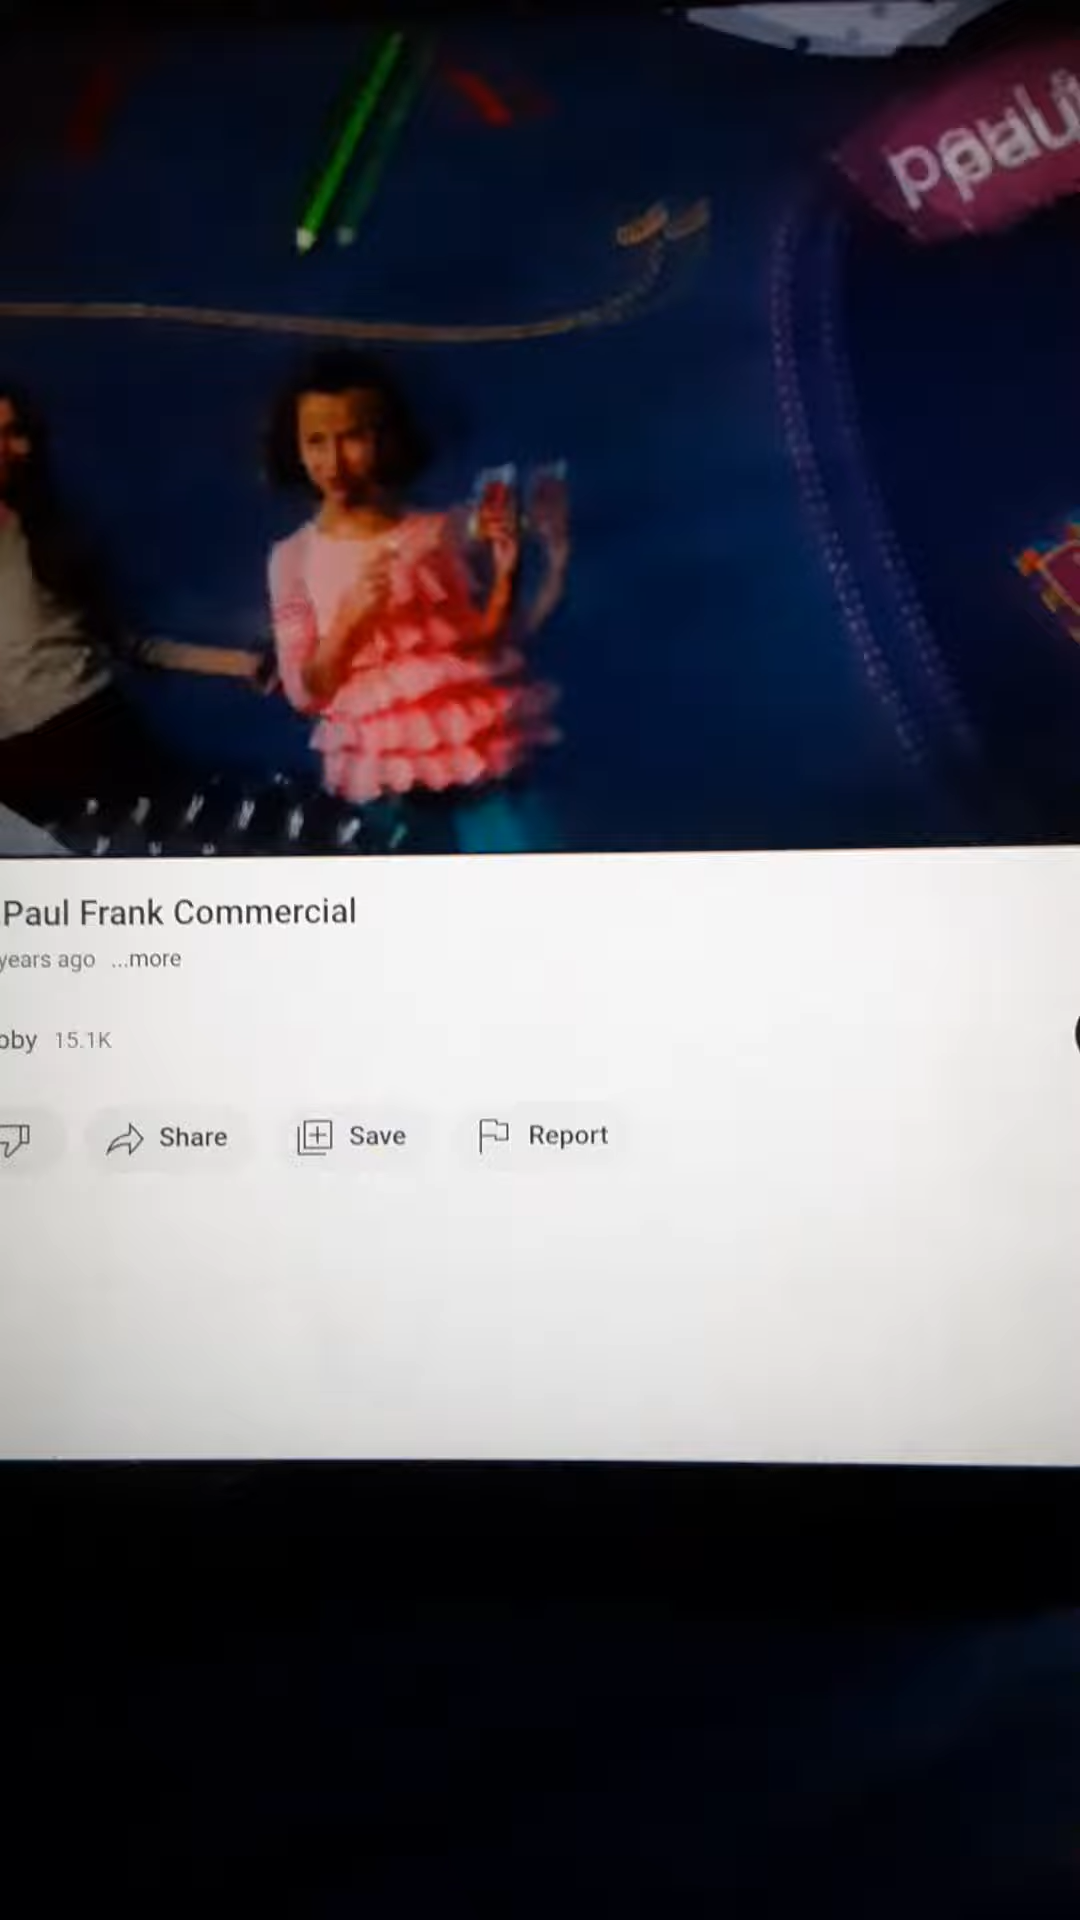 paul
Paul Frank Commercial
years ago ...more
oby 15.1K
Share
Save
Report